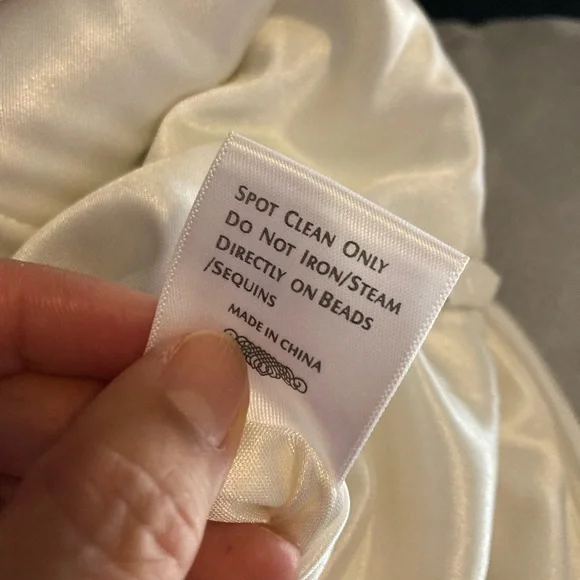 SPOT CLEAN ONLY
DO NOT IRON/STEAM
DIRECTLY ON BEADS
/SEQUINS
MADE IN CHINA